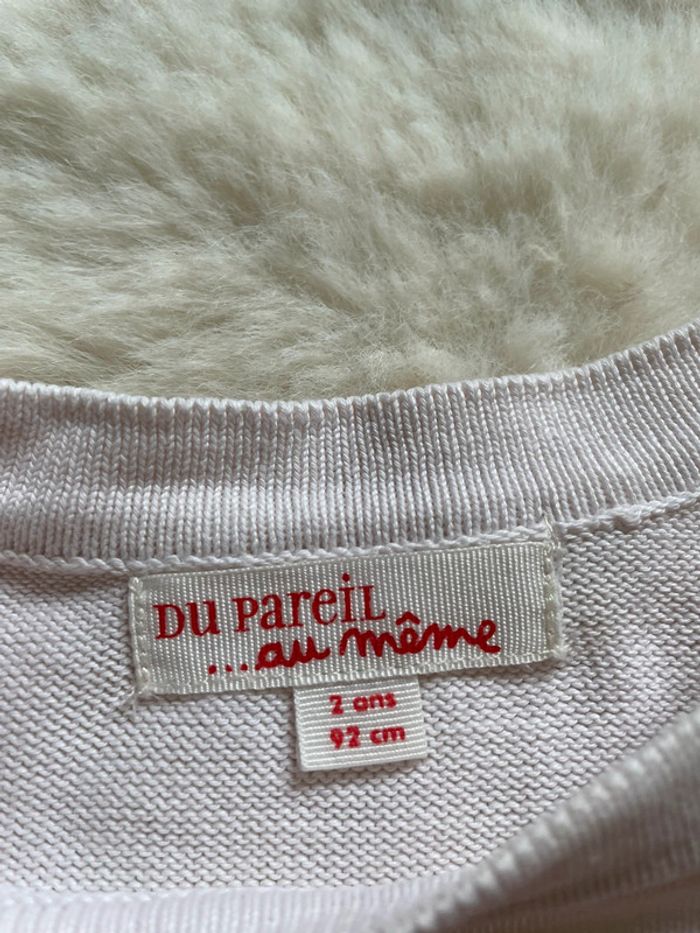 Du PareiL
...au même
2 ans
92 cm